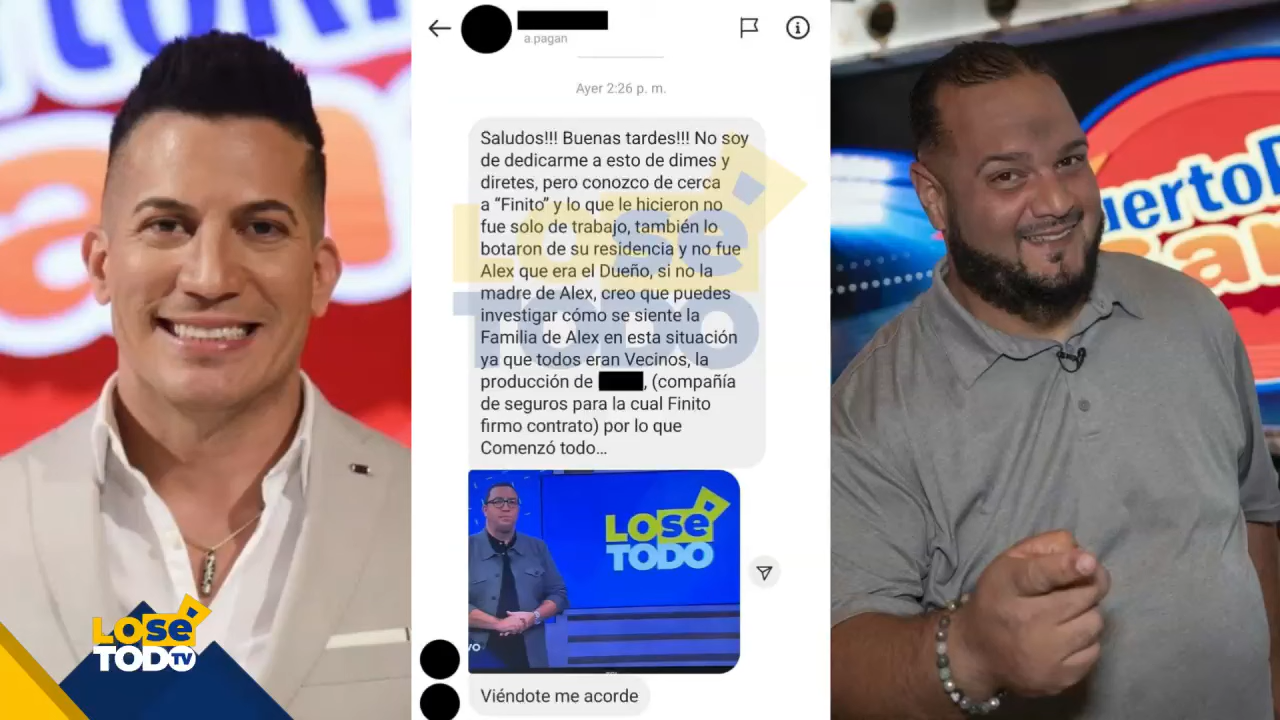 a.pagan
Ayer 2:26 p. m.
Saludos!!! Buenas tardes!!! No soy
de dedicarme a esto de dimes y
diretes, pero conozco de cerca
a “Finito” y lo que le hicieron no
fue solo de trabajo, también lo
botaron de su residencia y no fue
Alex que era el Dueño, si no la
madre de Alex, creo que puedes
investigar cómo se siente la
Familia de Alex en esta situación
ya que todos eran Vecinos, la
producción de , (compañía
de seguros para la cual Finito
firmo contrato) por lo que
Comenzó todo…
LO sé
TODO
LO sé
TODO
Viéndote me acorde
LO sé
TODO TV